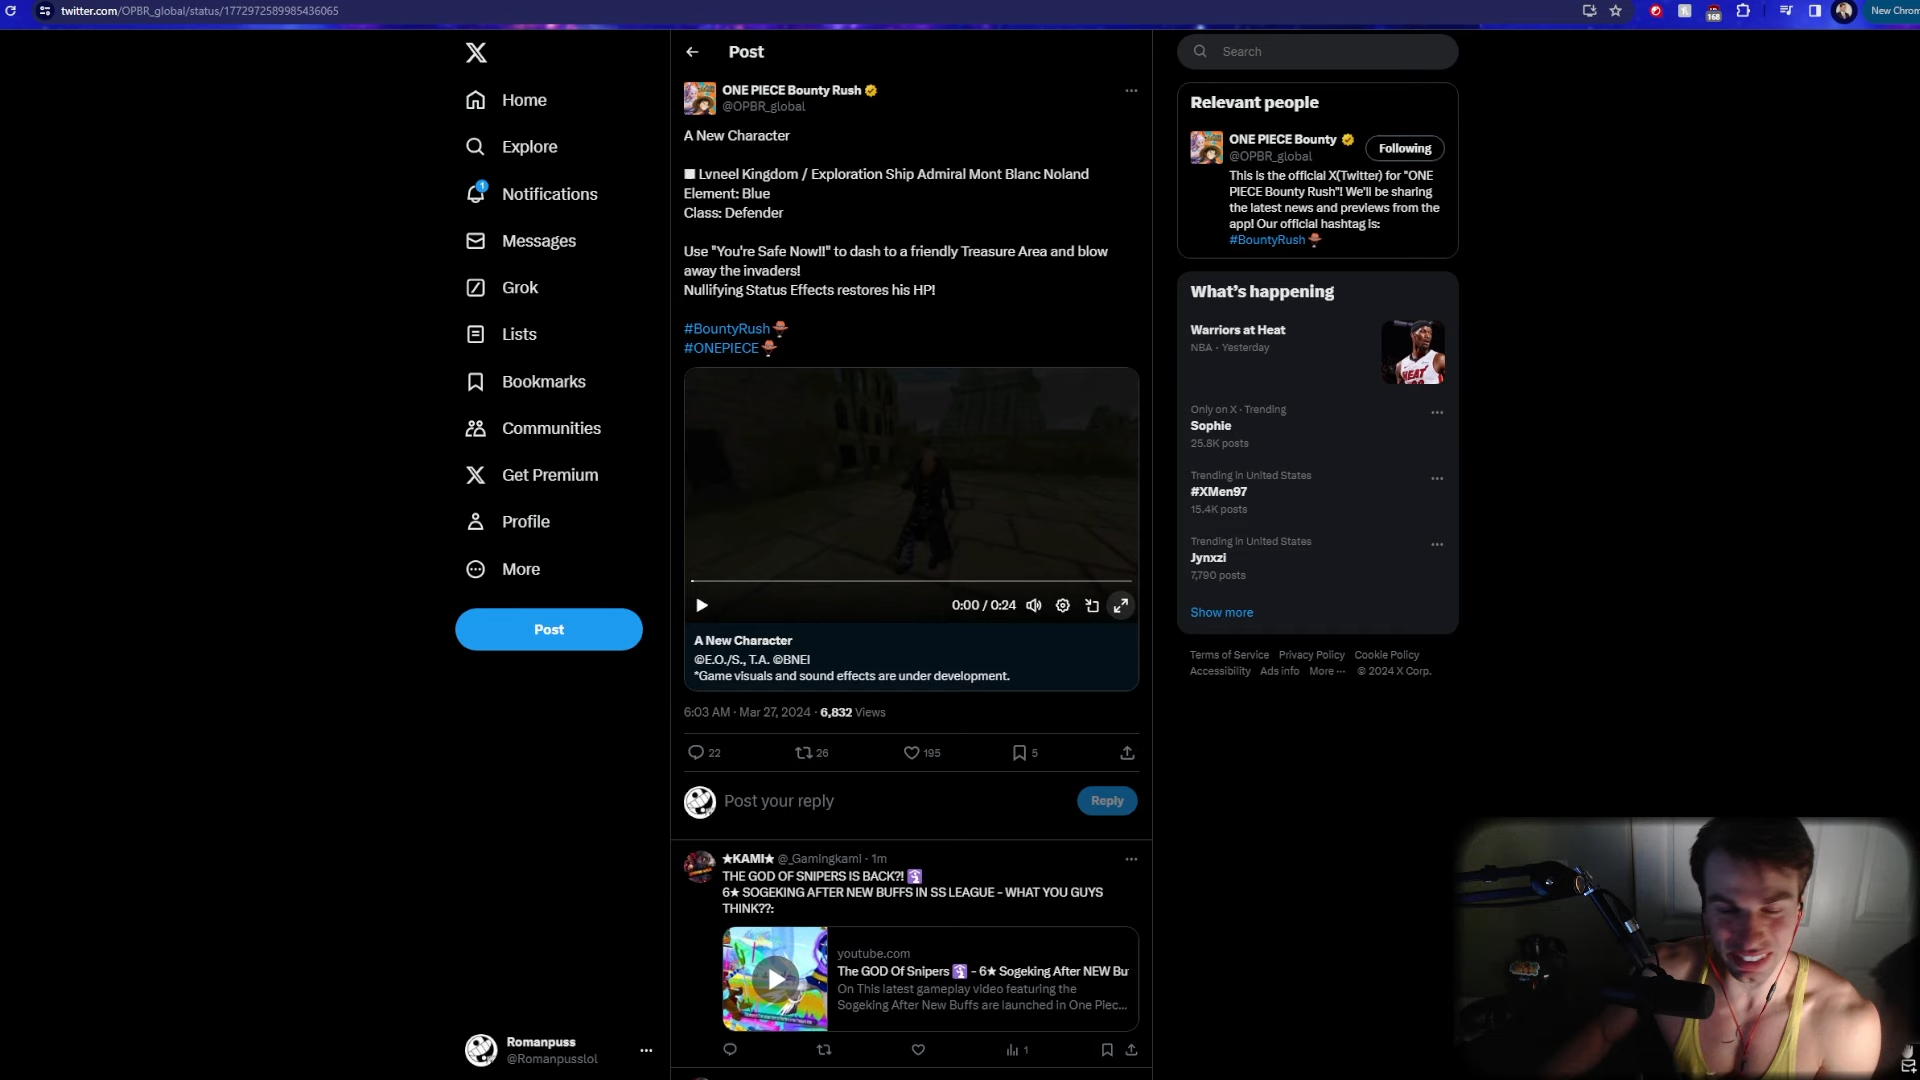 twitter.com/OPBR_global/status/1772972589985436065
168
New Chrom
Post
Search
ONE PIECE Bounty Rush
@OPBR_global
A New Character
■ Lvneel Kingdom / Exploration Ship Admiral Mont Blanc Noland
Element: Blue
Class: Defender
Use "You're Safe Now!!" to dash to a friendly Treasure Area and blow
away the invaders!
Nullifying Status Effects restores his HP!
#BountyRush
#ONEPIECE
0:00 / 0:24
A New Character
©E.O./S., T.A. ©BNEI
*Game visuals and sound effects are under development.
6:03 AM · Mar 27, 2024 · 6,832 Views
22
26
195
5
Post your reply
Reply
★KAMI★ @_Gamingkami · 1m
THE GOD OF SNIPERS IS BACK?!
6★ SOGEKING AFTER NEW BUFFS IN SS LEAGUE - WHAT YOU GUYS
THINK??:
youtube.com
The GOD Of Snipers - 6★ Sogeking After NEW Bu
On This latest gameplay video featuring the
Sogeking After New Buffs are launched in One Piec...
1
Home
Explore
1
Notifications
Messages
Grok
Lists
Bookmarks
Communities
Get Premium
Profile
More
Post
Romanpuss
@Romanpusslol
Relevant people
ONE PIECE Bounty
@OPBR_global
Following
This is the official X(Twitter) for "ONE
PIECE Bounty Rush"! We'll be sharing
the latest news and previews from the
app! Our official hashtag is:
#BountyRush
What's happening
Warriors at Heat
NBA · Yesterday
HEAT
Only on X · Trending
Sophie
25.8K posts
Trending in United States
#XMen97
15.4K posts
Trending in United States
Jynxzi
7,790 posts
Show more
Terms of Service Privacy Policy Cookie Policy
Accessibility Ads info More ··· © 2024 X Corp.